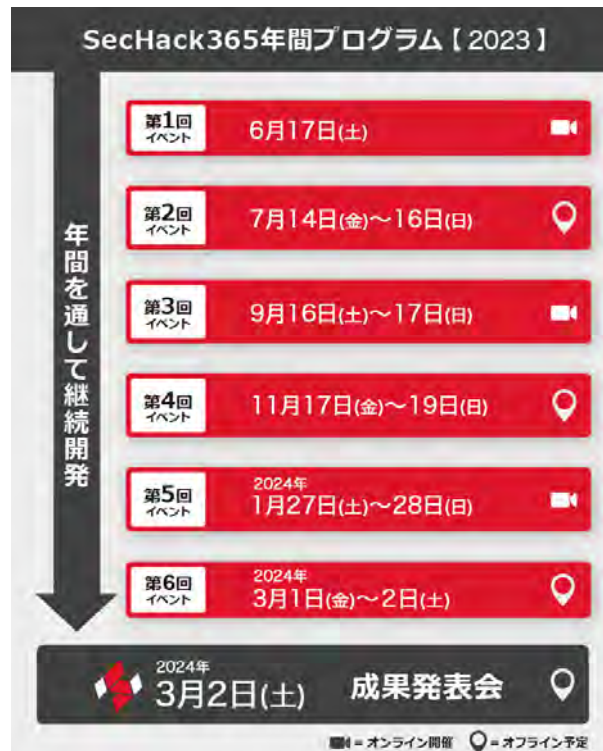 SecHack365年間プログラム【2023】
年間を通して継続開発
第1回
イベント
6月17日(土)
第2回
イベント
7月14日(金)～16日(日)
第3回
イベント
9月16日(土)～17日(日)
第4回
イベント
11月17日(金)～19日(日)
第5回
イベント
2024年
1月27日(土)～28日(日)
第6回
イベント
2024年
3月1日(金)～2日(土)
2024年
3月2日(土) 成果発表会
=オンライン開催 =オフライン予定